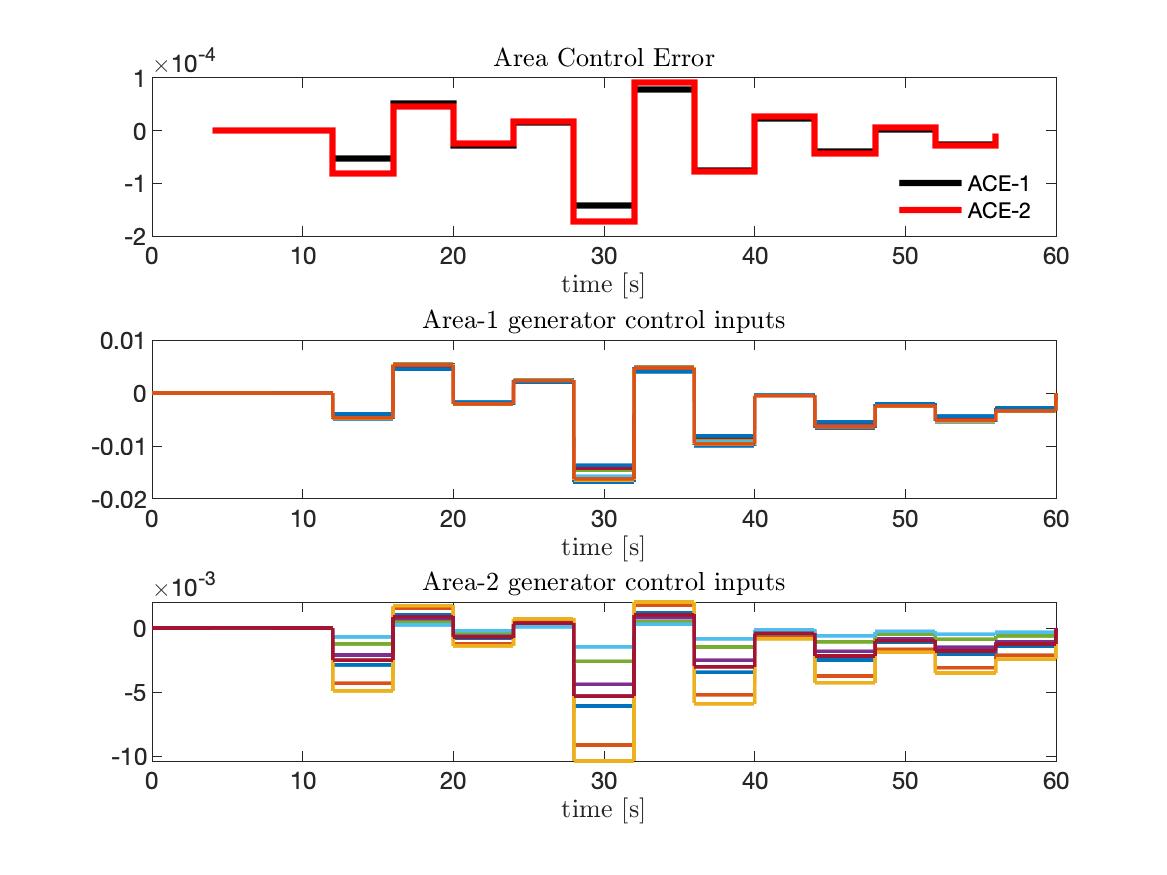 Area Control Error
×10-4
1
0
-1
-2
ACE-1
ACE-2
0 10 20 30 40 50 60
time [s]
Area-1 generator control inputs
0.01
0
-0.01
-0.02
0 10 20 30 40 50 60
time [s]
Area-2 generator control inputs
×10-3
0
-5
-10
0 10 20 30 40 50 60
time [s]